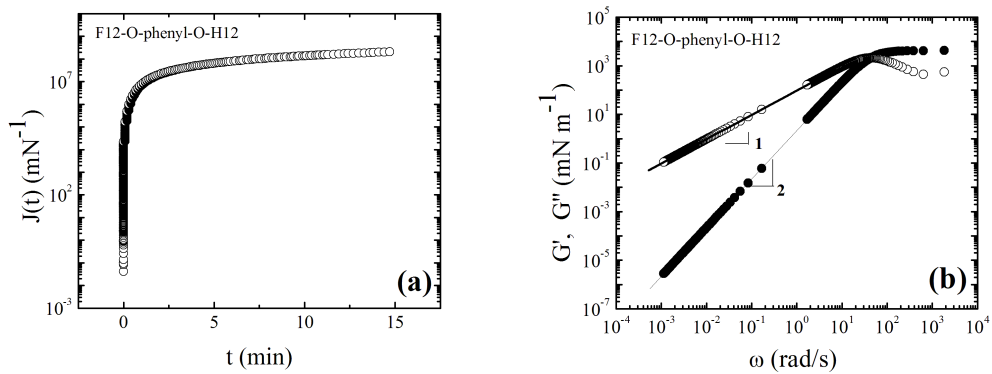 F12-O-phenyl-O-H12
10⁷
10²
10⁻³
J(t) (mN⁻¹)
0
5
10
15
t (min)
(a)
F12-O-phenyl-O-H12
10⁵
10³
10¹
10⁻¹
10⁻³
10⁻⁵
10⁻⁷
G', G" (mN m⁻¹)
1
2
10⁻⁴ 10⁻³ 10⁻² 10⁻¹ 10⁰ 10¹ 10² 10³ 10⁴
ω (rad/s)
(b)